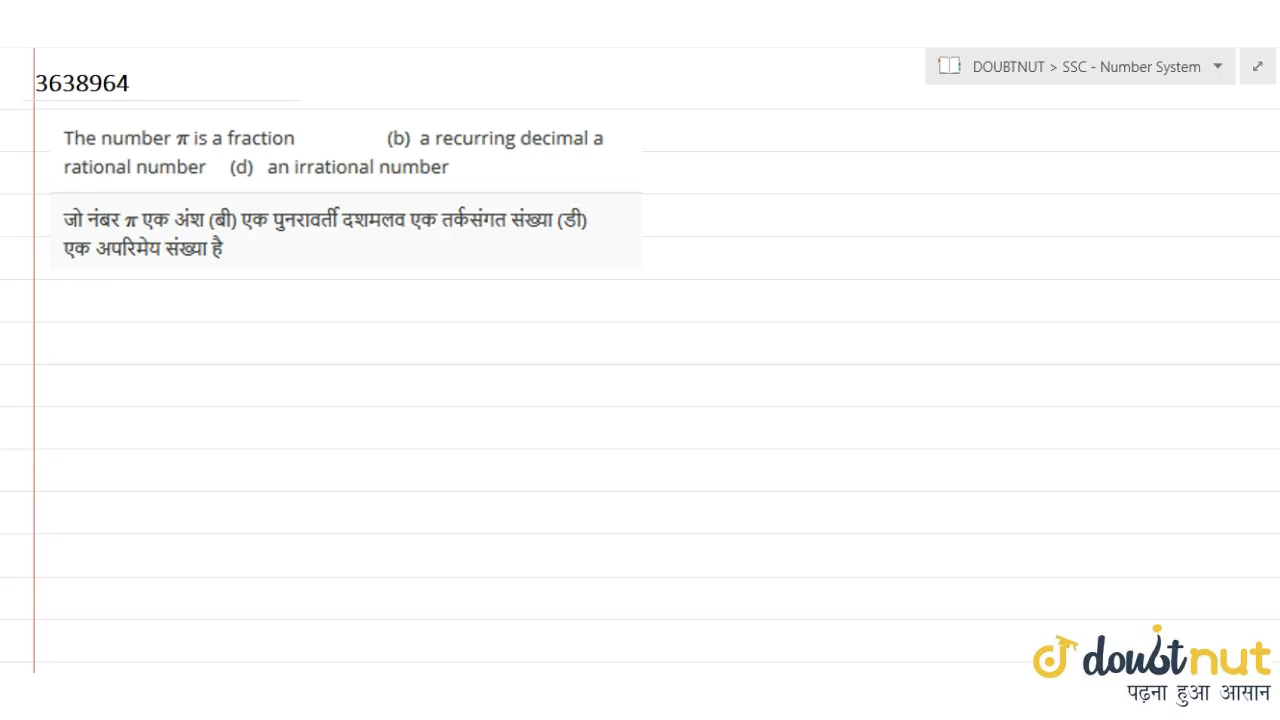 DOUBTNUT > SSC - Number System
3638964
The number π is a fraction (b) a recurring decimal a
rational number (d) an irrational number
जो नंबर π एक अंश (बी) एक पुनरावर्ती दशमलव एक तर्कसंगत संख्या (डी)
एक अपरिमेय संख्या है
doubtnut
पढ़ना हुआ आसान